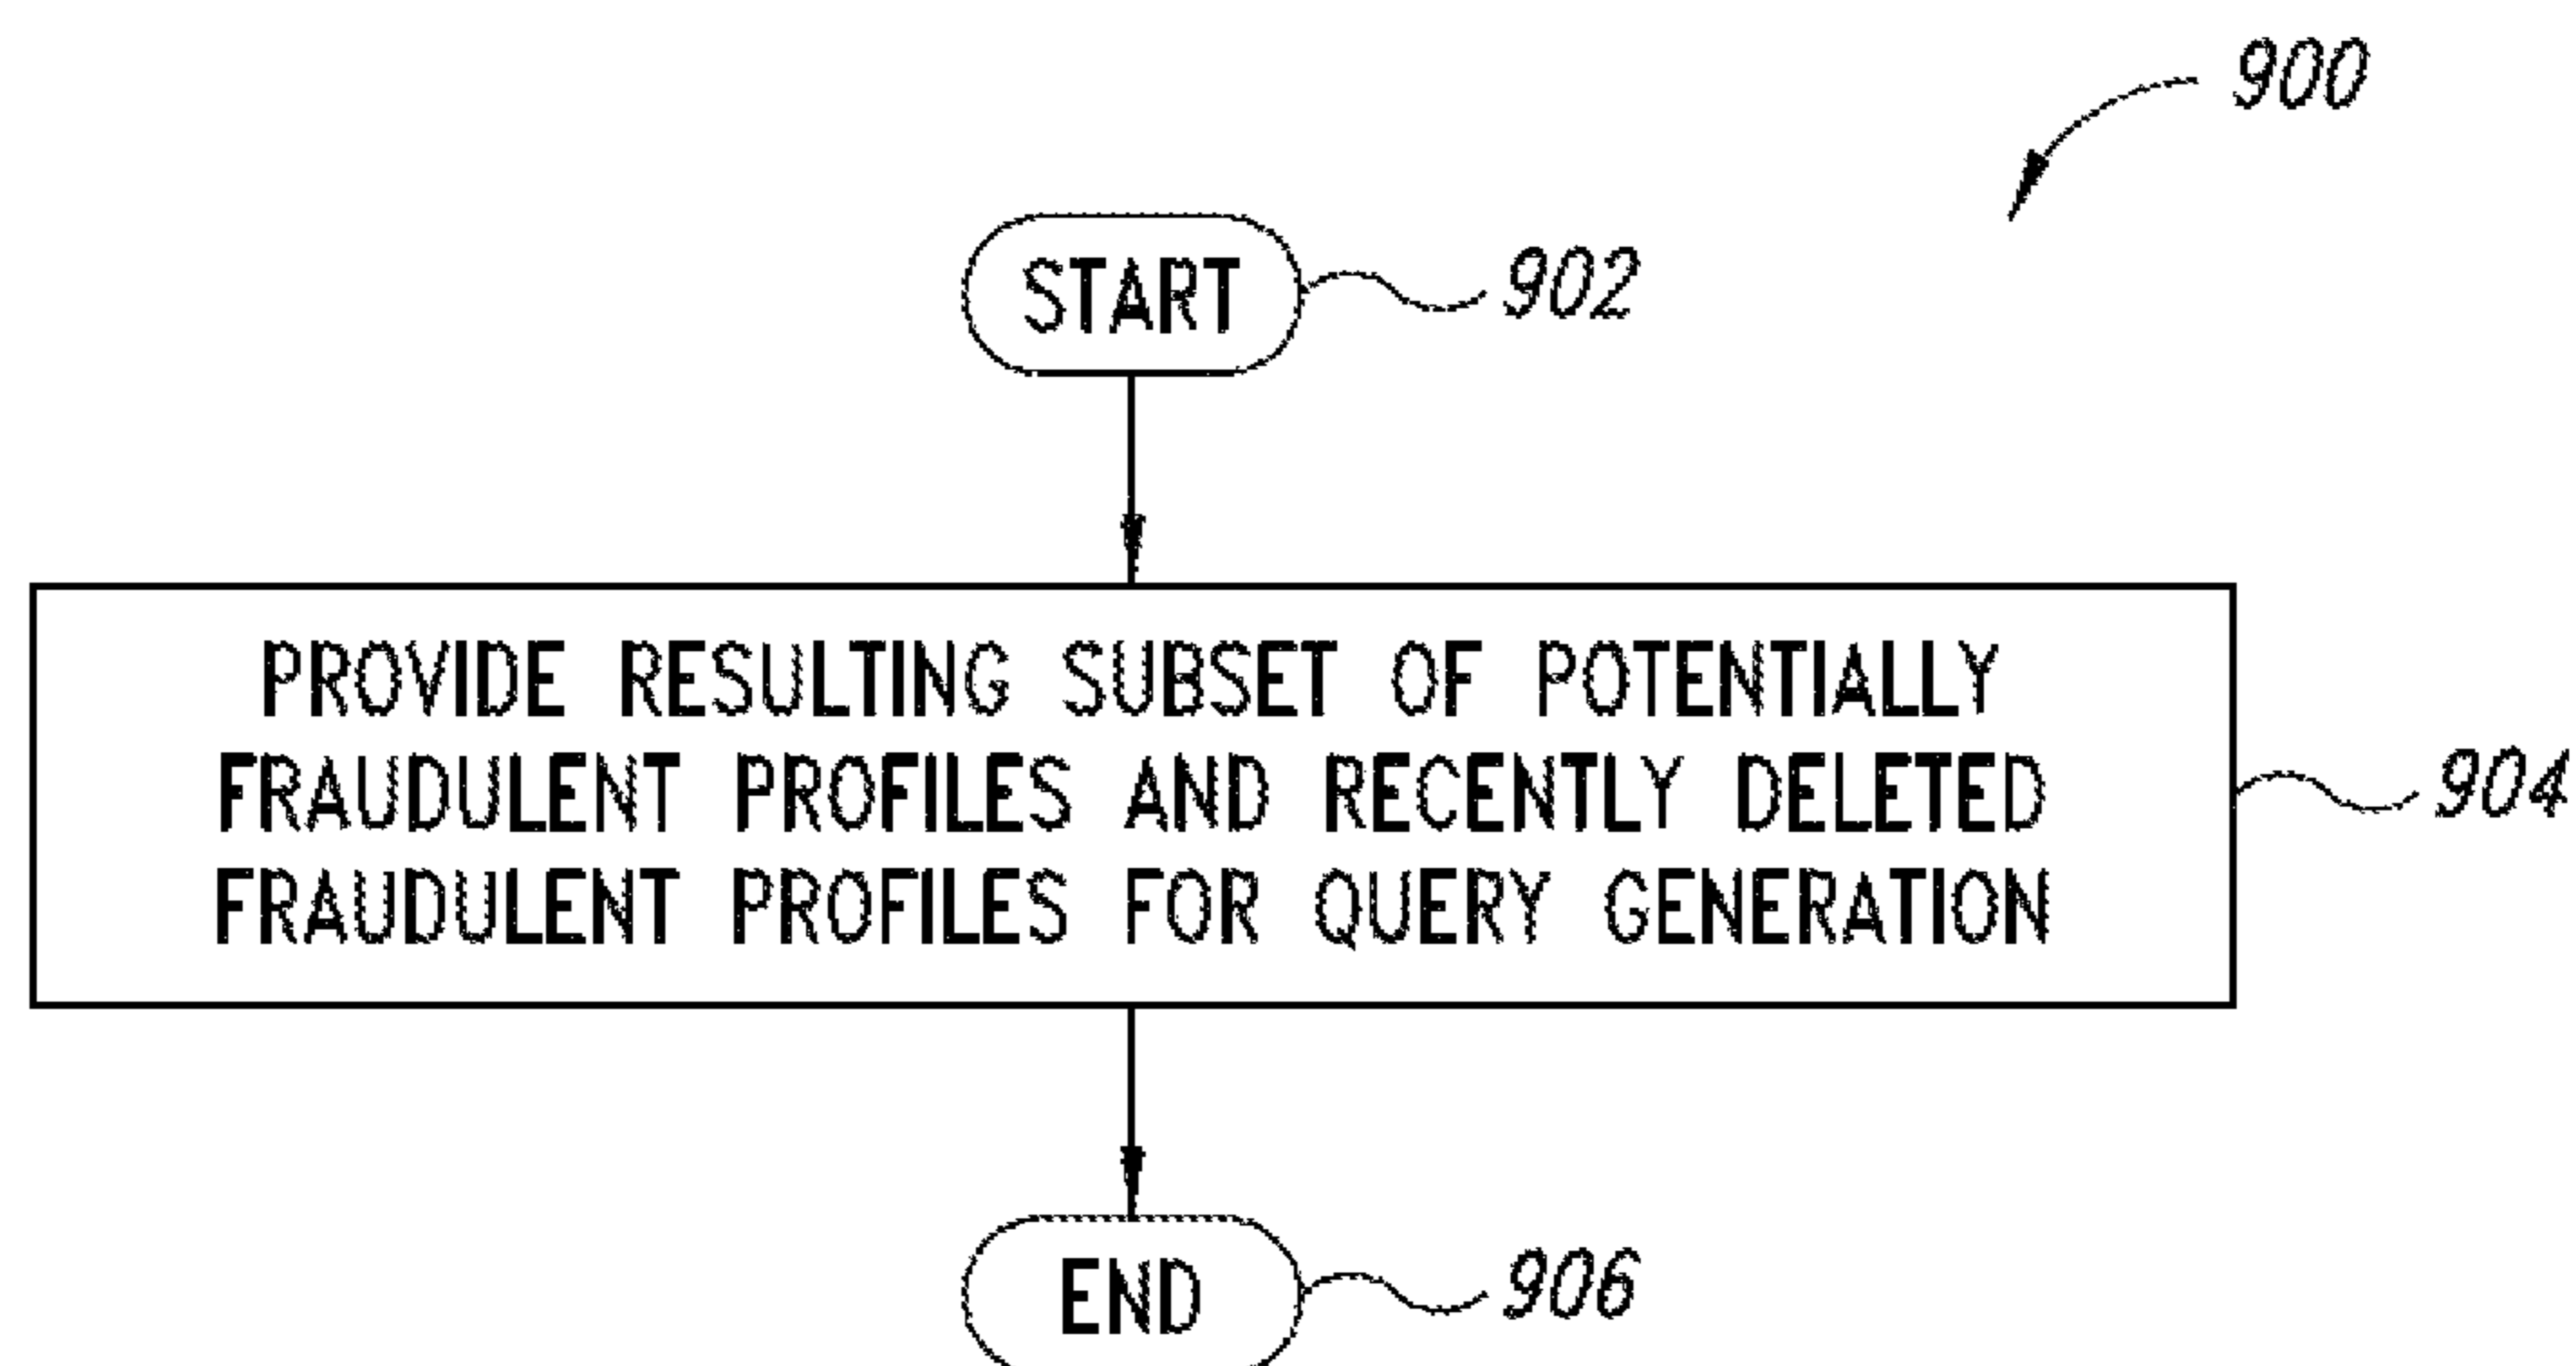 900
START
902
PROVIDE RESULTING SUBSET OF POTENTIALLY
FRAUDULENT PROFILES AND RECENTLY DELETED
FRAUDULENT PROFILES FOR QUERY GENERATION
904
END
906